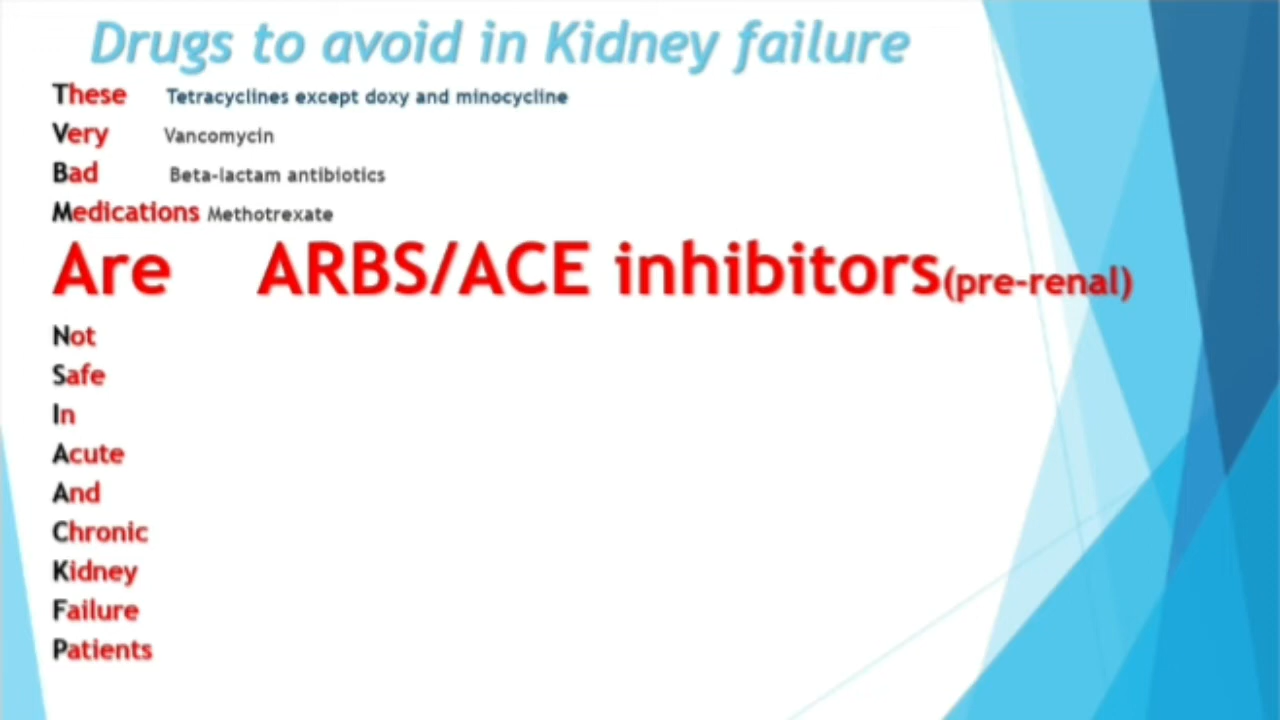 Drugs to avoid in Kidney failure
These Tetracyclines except doxy and minocycline
Very Vancomycin
Bad Beta-lactam antibiotics
Medications Methotrexate
Are ARBS/ACE inhibitors(pre-renal)
Not
Safe
In
Acute
And
Chronic
Kidney
Failure
Patients